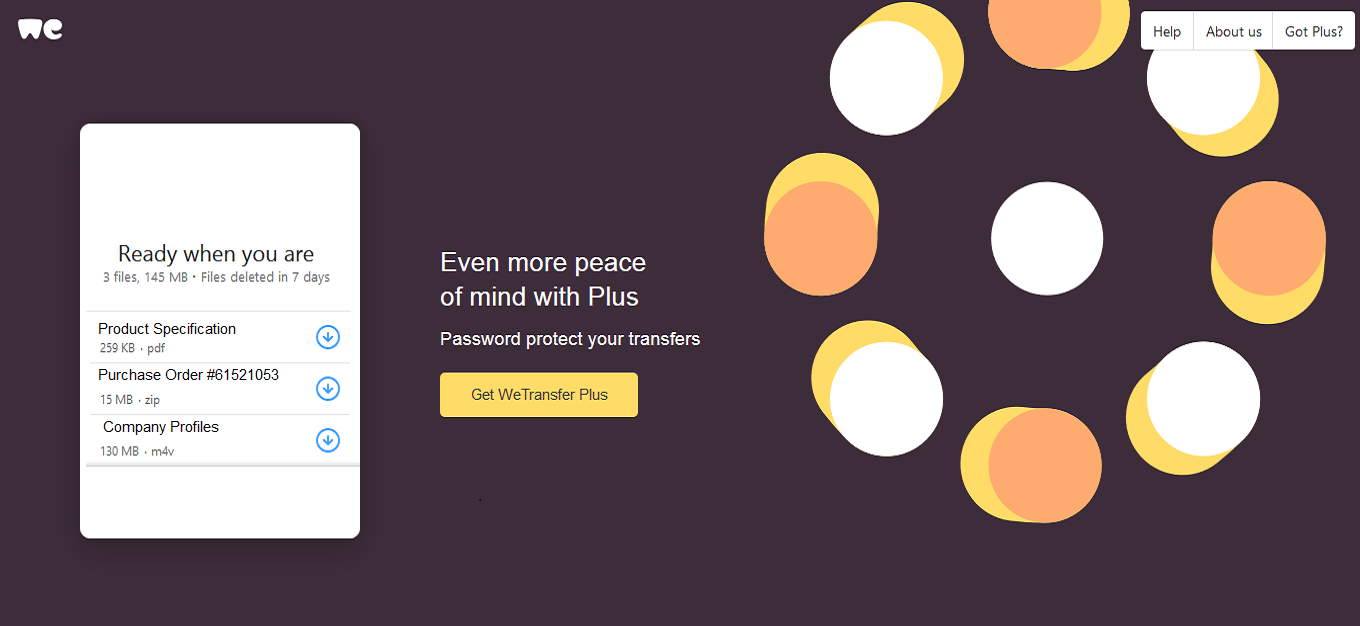 we
Help
About us
Got Plus?
Ready when you are
3 files, 145 MB • Files deleted in 7 days
Product Specification
259 KB · pdf
Purchase Order #61521053
15 MB · zip
Company Profiles
130 MB · m4v
Even more peace
of mind with Plus
Password protect your transfers
Get WeTransfer Plus